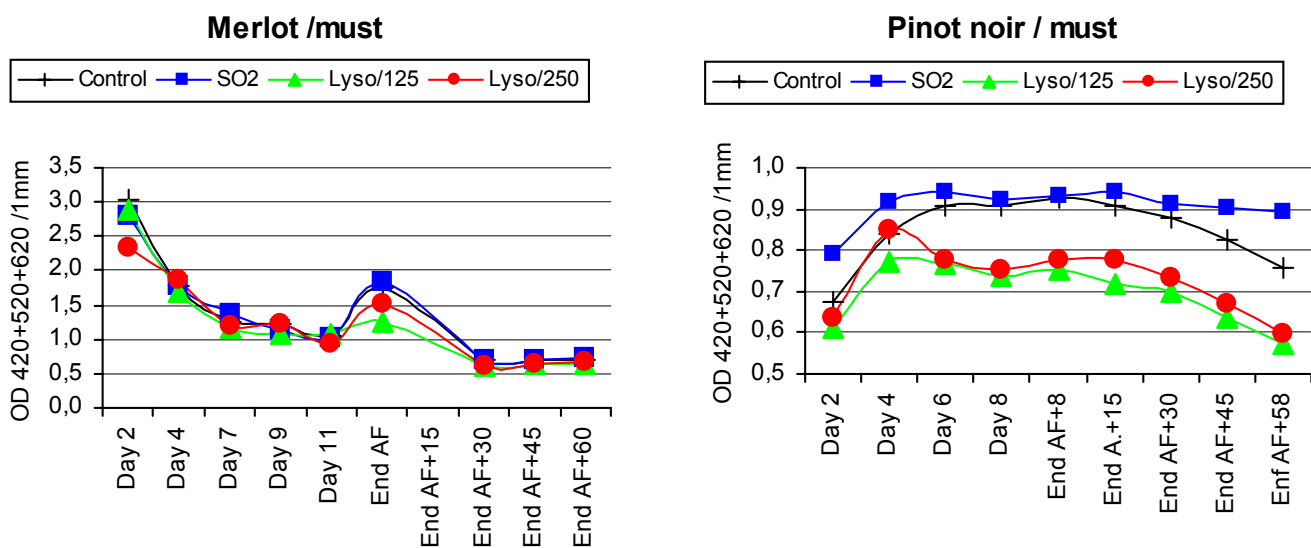 Merlot /must
Control SO2 Lyso/125 Lyso/250
OD 420+520+620 /1mm
3,5
3,0
2,5
2,0
1,5
1,0
0,5
0,0
Day 2
Day 4
Day 7
Day 9
Day 11
End AF
End AF+15
End AF+30
End AF+45
End AF+60
Pinot noir / must
Control SO2 Lyso/125 Lyso/250
OD 420+520+620 /1mm
1,0
0,9
0,8
0,7
0,6
0,5
Day 2
Day 4
Day 6
Day 8
End AF+8
End A.+15
End AF+30
End AF+45
Enf AF+58